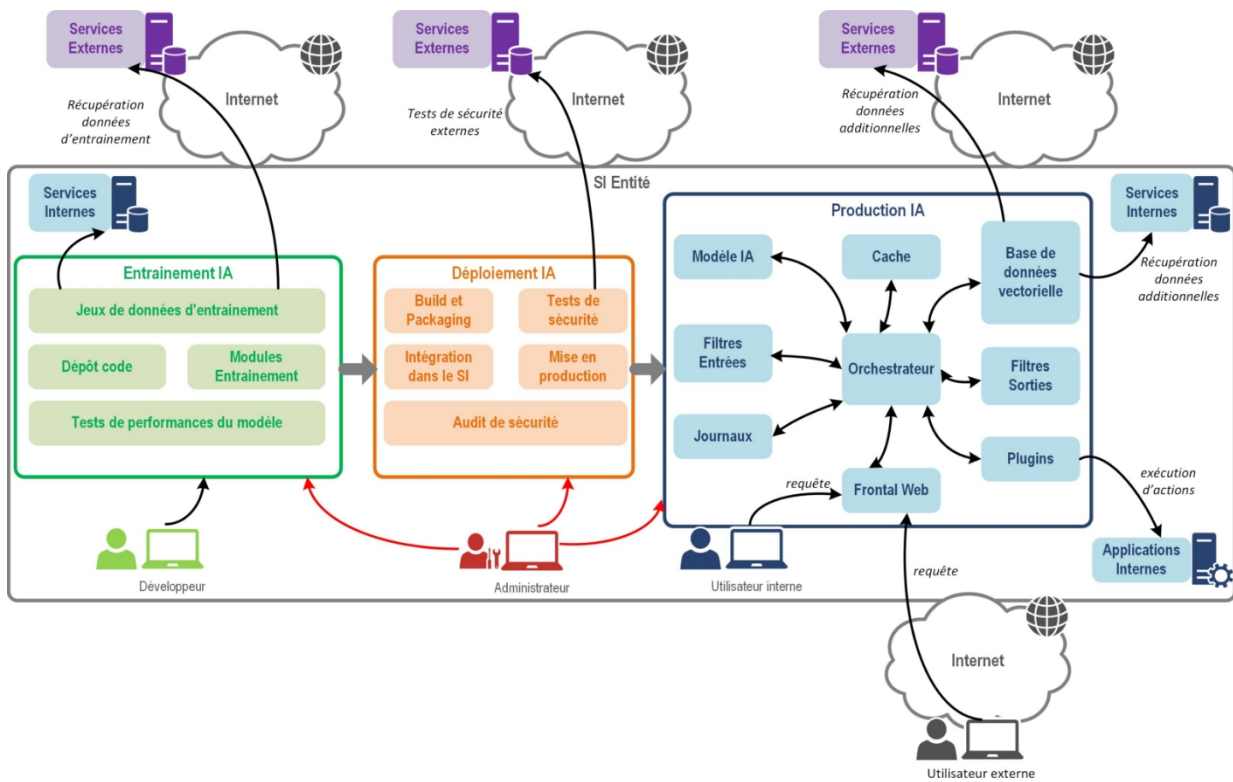 Services
Externes
Internet
Récupération
données
d'entrainement
Services
Externes
Internet
Tests de sécurité
externes
Services
Externes
Internet
Récupération
données
additionnelles
SI Entité
Services
Internes
Entrainement IA
Jeux de données d'entrainement
Dépôt code
Modules
Entrainement
Tests de performances du modèle
Déploiement IA
Build et
Packaging
Tests de
sécurité
Intégration
dans le SI
Mise en
production
Audit de sécurité
Production IA
Modèle IA
Cache
Base de
données
vectorielle
Filtres
Entrées
Orchestrateur
Filtres
Sorties
Journaux
Plugins
Frontal Web
requête
Services
Internes
Récupération
données
additionnelles
exécution
d'actions
Applications
Internes
Développeur
Administrateur
Utilisateur interne
requête
Internet
Utilisateur externe